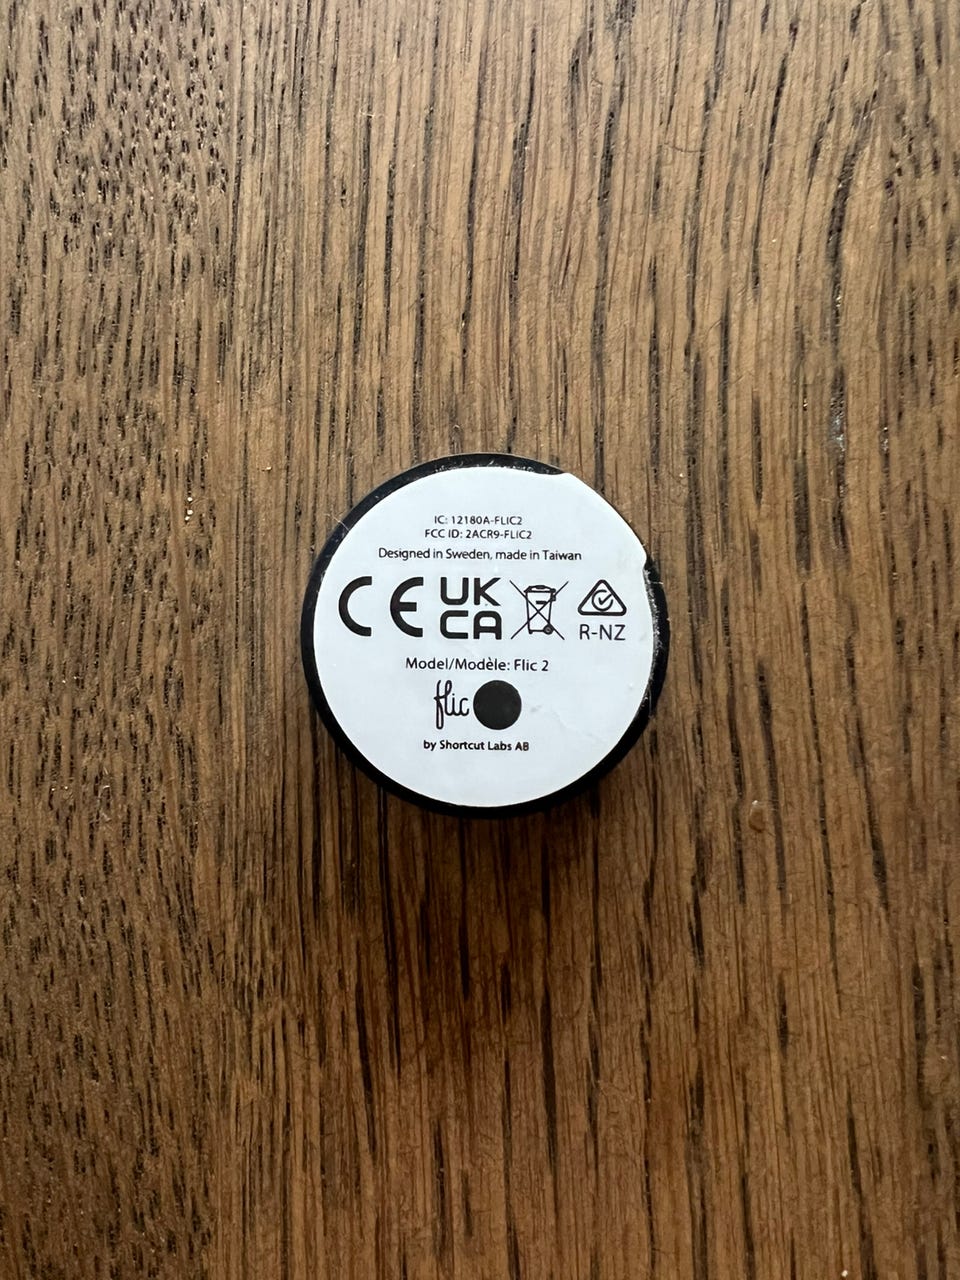 IC: 12180A-FLIC2
FCC ID: 2ACR9-FLIC2
Designed in Sweden, made in Taiwan
CE UK CA R-NZ
Model/Modèle: Flic 2
flic
by Shortcut Labs AB